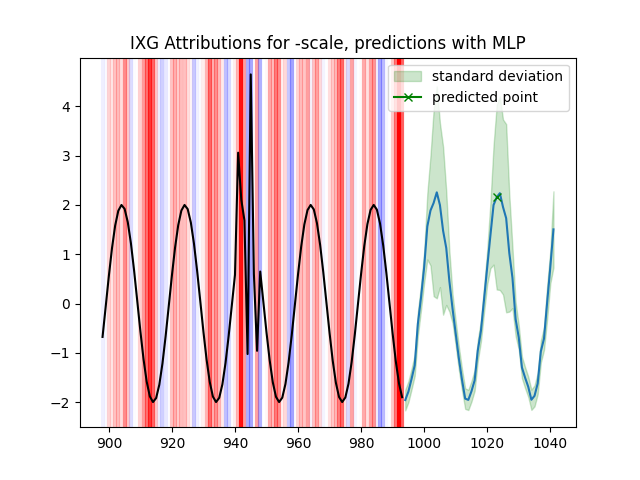 IXG Attributions for -scale, predictions with MLP
standard deviation
predicted point
4
3
2
1
0
−1
−2
900 920 940 960 980 1000 1020 1040